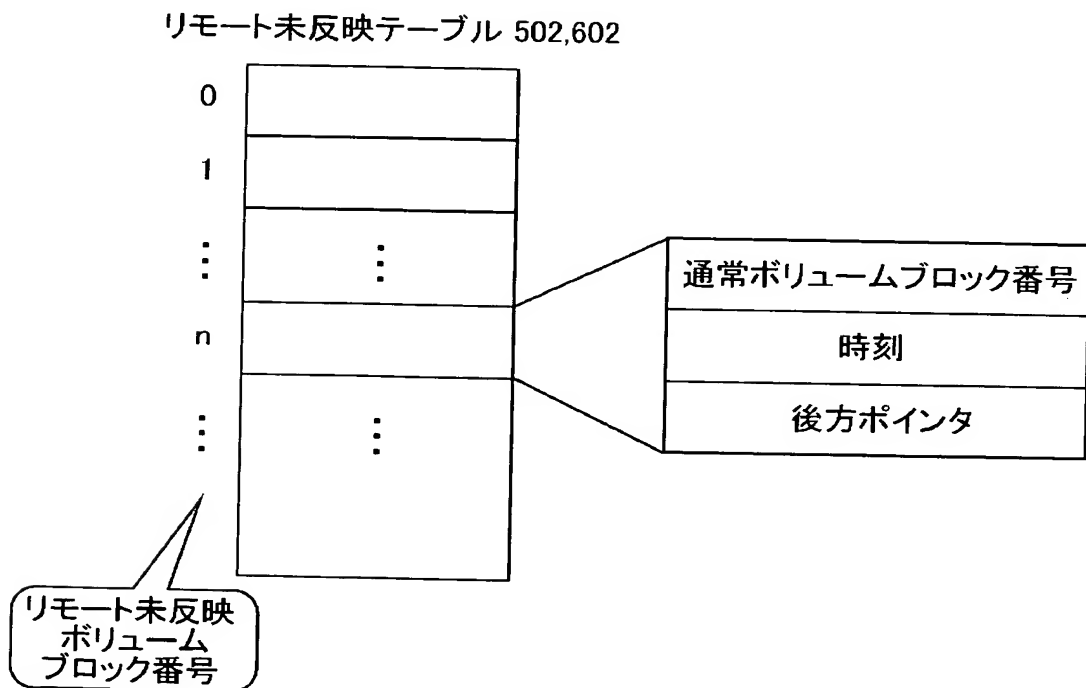 リモート未反映テーブル 502,602
0
1
⋮
⋮
n
⋮
⋮
通常ボリュームブロック番号
時刻
後方ポインタ
リモート未反映
ボリューム
ブロック番号